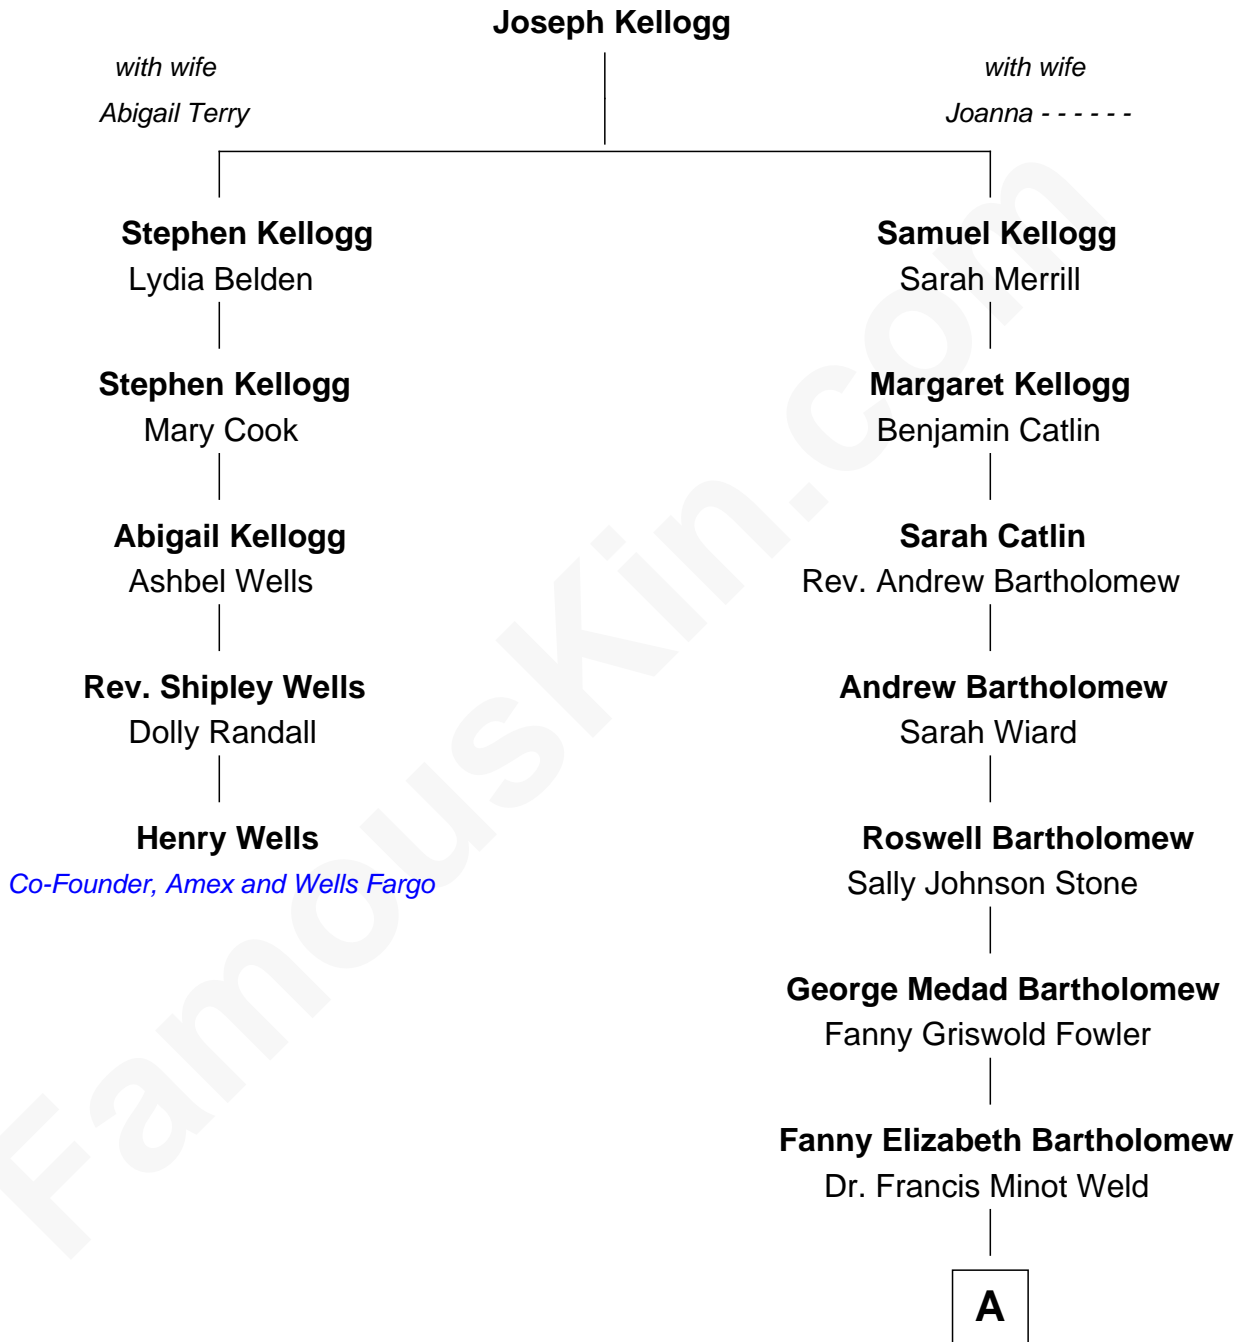 Joseph Kellogg
with wife
Abigail Terry
with wife
Joanna - - - - - -
Stephen Kellogg
Lydia Belden
Samuel Kellogg
Sarah Merrill
Stephen Kellogg
Mary Cook
Margaret Kellogg
Benjamin Catlin
Abigail Kellogg
Ashbel Wells
Sarah Catlin
Rev. Andrew Bartholomew
Rev. Shipley Wells
Dolly Randall
Andrew Bartholomew
Sarah Wiard
Henry Wells
Co-Founder, Amex and Wells Fargo
Roswell Bartholomew
Sally Johnson Stone
George Medad Bartholomew
Fanny Griswold Fowler
Fanny Elizabeth Bartholomew
Dr. Francis Minot Weld
A
FamousKin.com